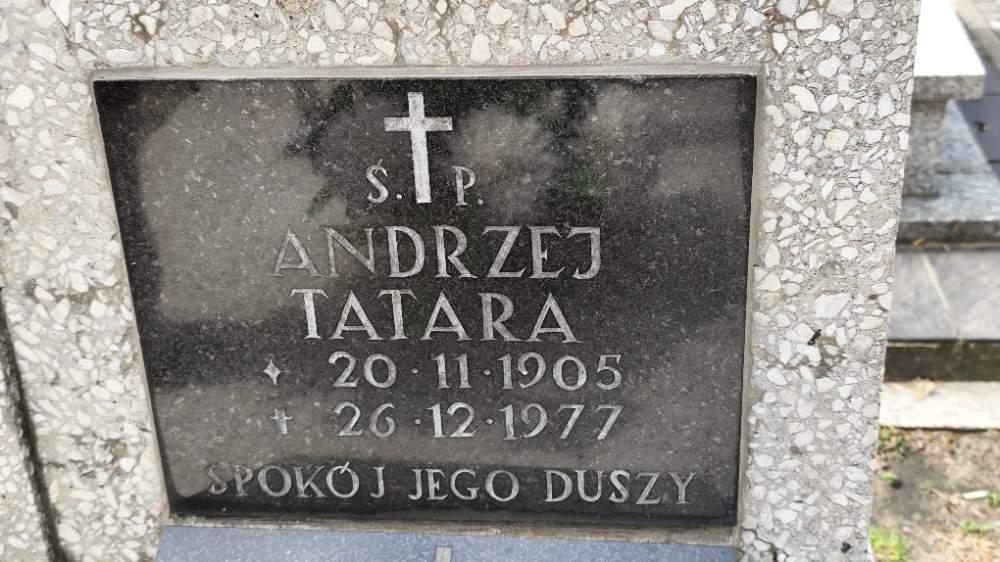 Ś. P.
ANDRZEJ
TATARA
20·11·1905
26·12·1977
SPOKÓJ JEGO DUSZY